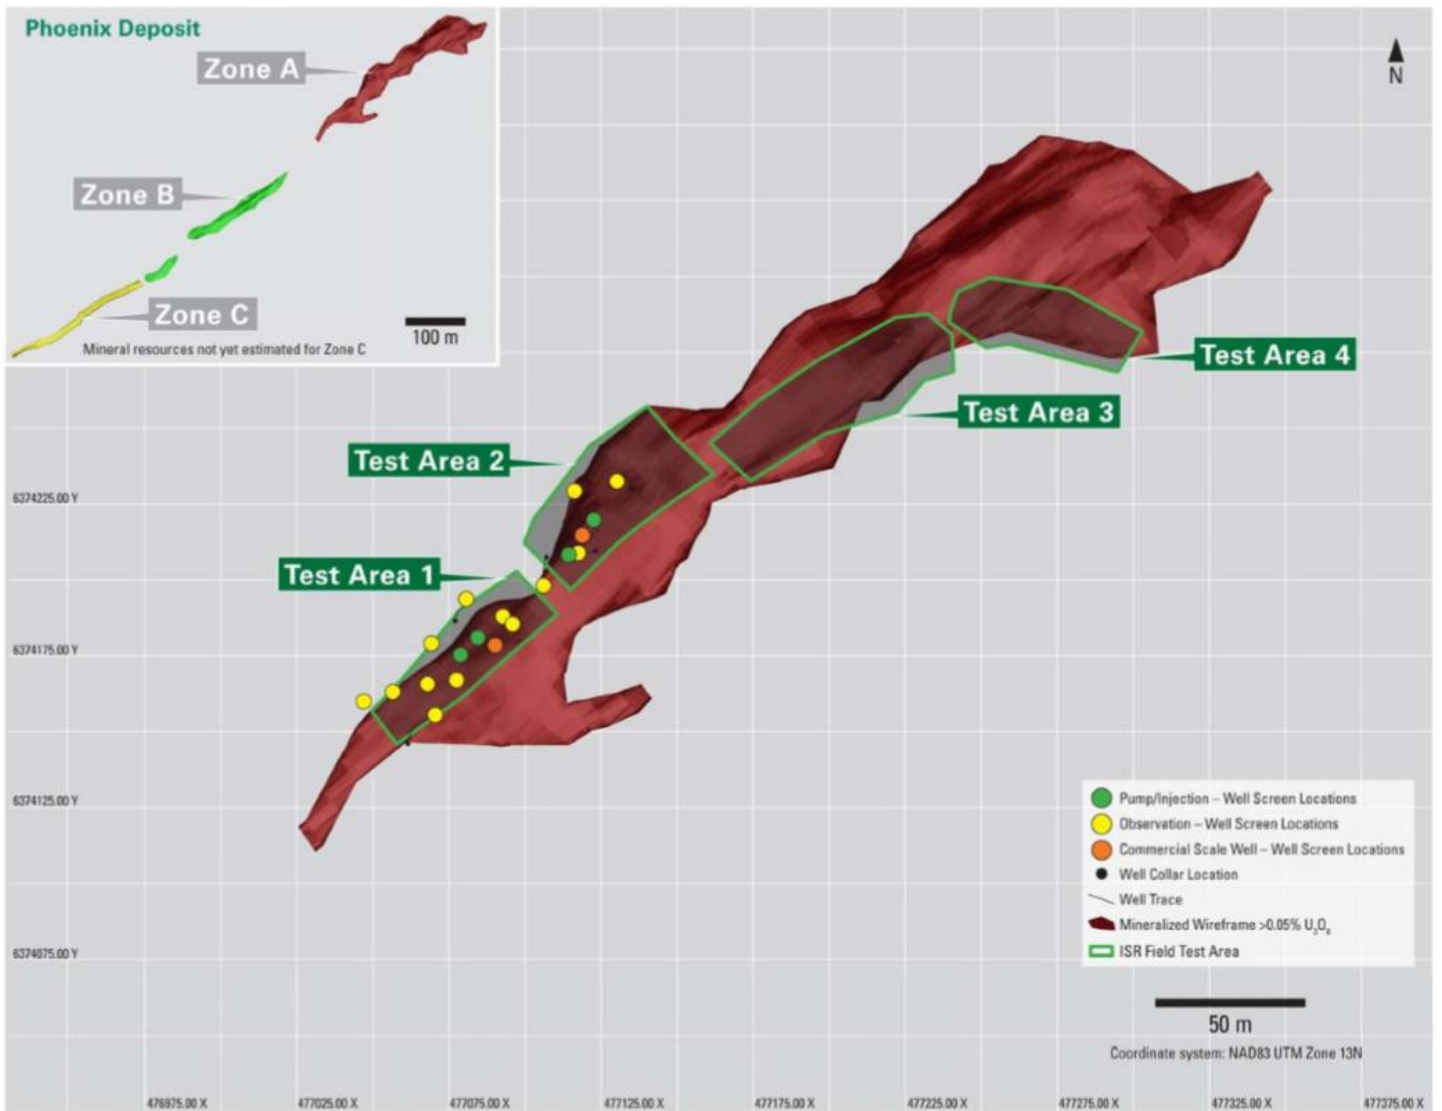 Phoenix Deposit
Zone A
Zone B
Zone C
100 m
Mineral resources not yet estimated for Zone C
N
Test Area 4
Test Area 3
Test Area 2
Test Area 1
6374225.00 Y
6374175.00 Y
6374125.00 Y
6374075.00 Y
Pump/Injection – Well Screen Locations
Observation – Well Screen Locations
Commercial Scale Well – Well Screen Locations
Well Collar Location
Well Trace
Mineralized Wireframe >0.05% U₃O₈
ISR Field Test Area
50 m
Coordinate system: NAD83 UTM Zone 13N
476975.00 X
477025.00 X
477075.00 X
477125.00 X
477175.00 X
477225.00 X
477275.00 X
477325.00 X
477375.00 X